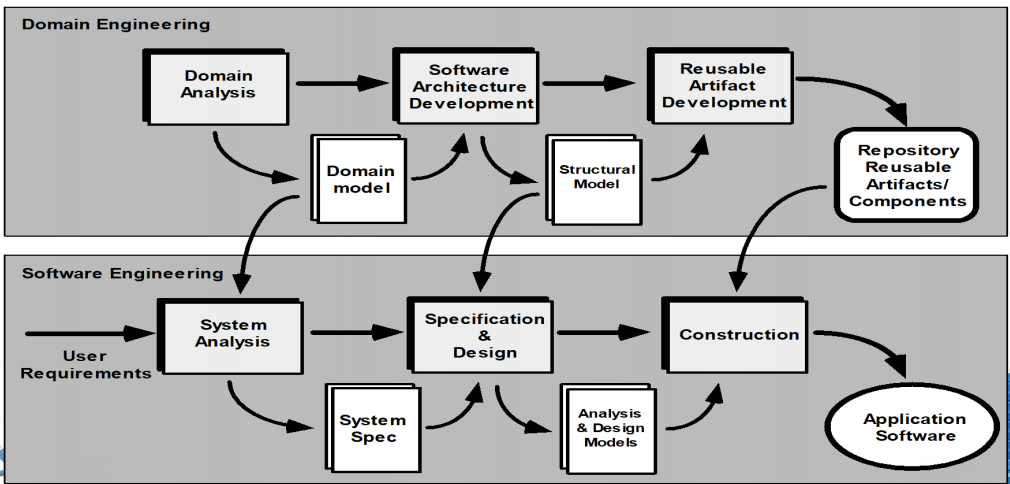 Domain Engineering
Domain
Analysis
Software
Architecture
Development
Reusable
Artifact
Development
Domain
model
Structural
Model
Repository
Reusable
Artifacts/
Components
Software Engineering
User
Requirements
System
Analysis
Specification
&
Design
Construction
System
Spec
Analysis
& Design
Models
Application
Software